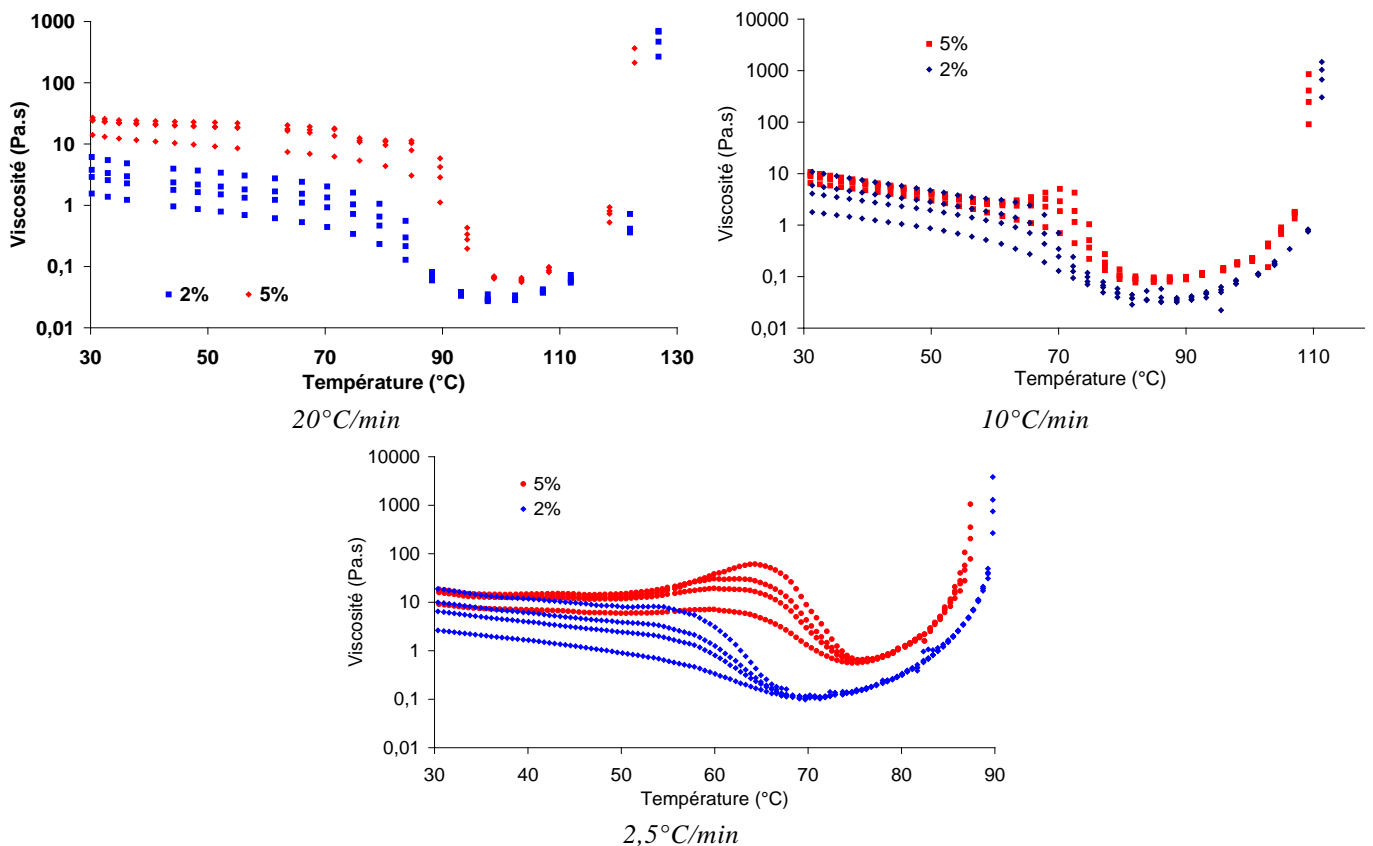 1000
100
10
1
0,1
0,01
Viscosité (Pa.s)
2% 5%
30 50 70 90 110 130
Température (°C)
20°C/min
10000
1000
100
10
1
0,1
0,01
Viscosité (Pa.s)
5%
2%
30 50 70 90 110
Température (°C)
10°C/min
10000
1000
100
10
1
0,1
0,01
Viscosité (Pa.s)
5%
2%
30 40 50 60 70 80 90
Température (°C)
2,5°C/min